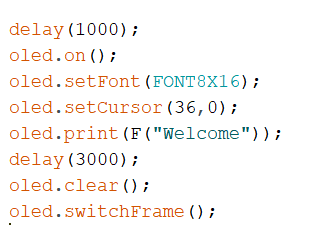 delay(1000);
oled.on();
oled.setFont(FONT8X16);
oled.setCursor(36,0);
oled.print(F("Welcome"));
delay(3000);
oled.clear();
oled.switchFrame();